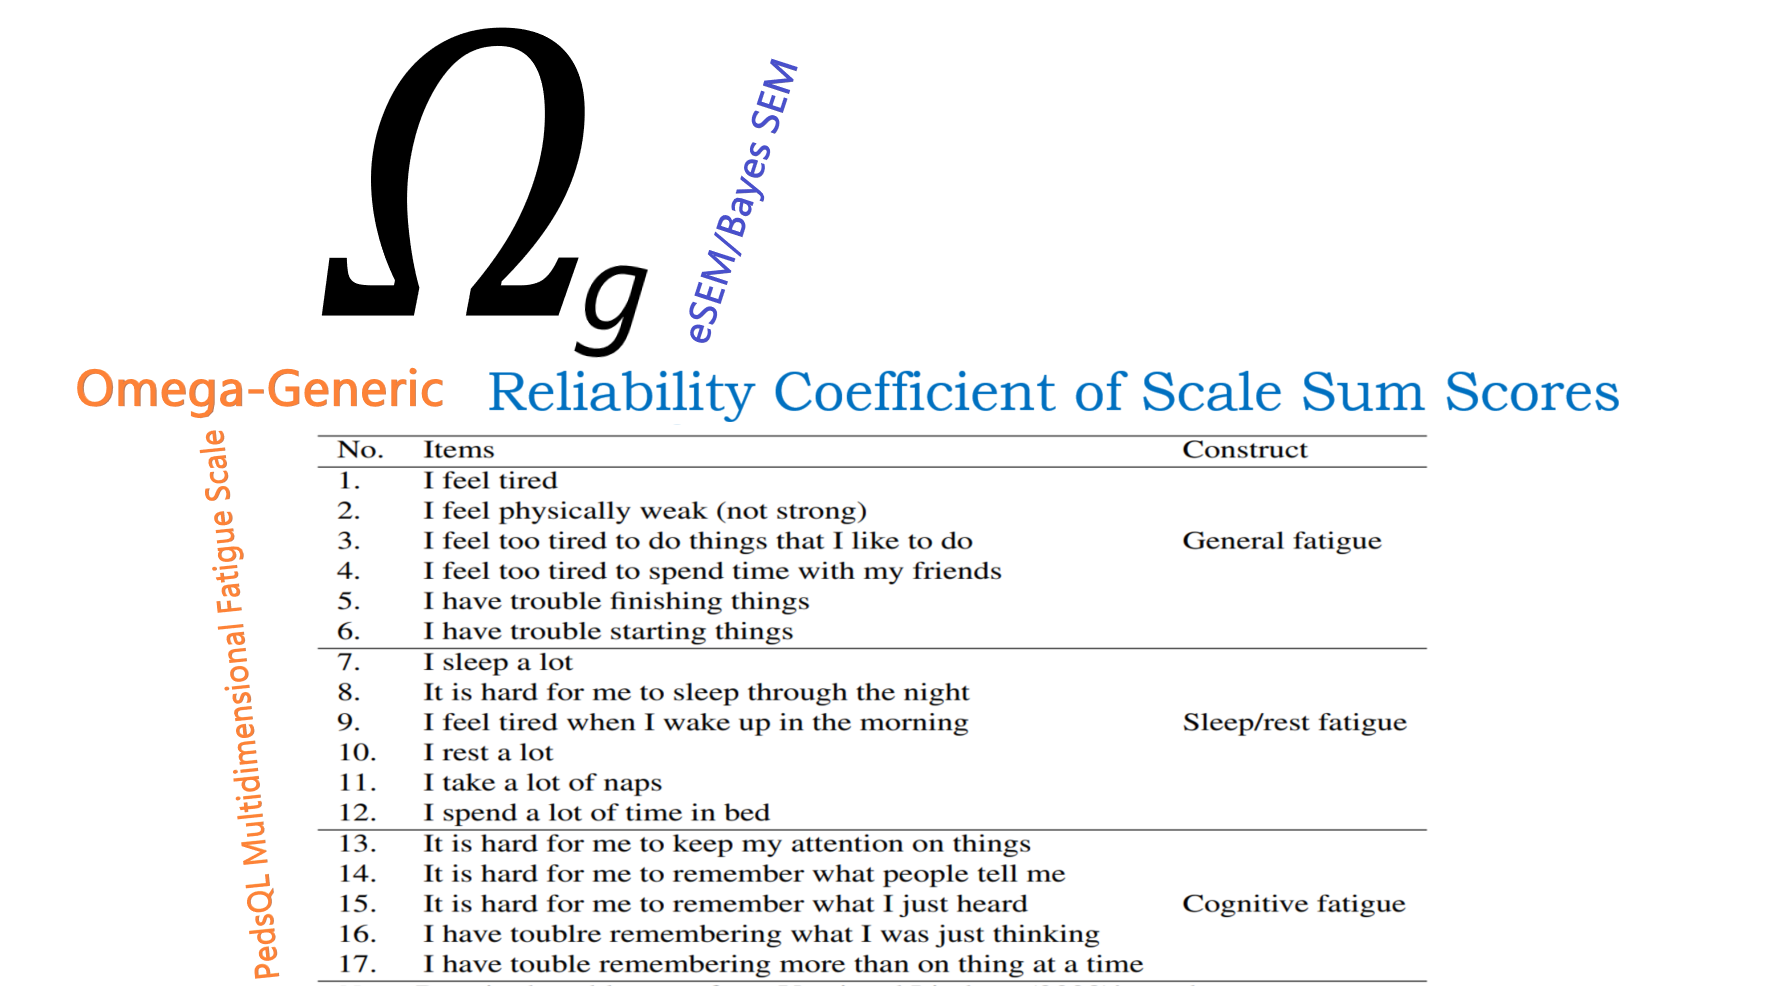 Ωg
eSEM/Bayes SEM
Omega-Generic Reliability Coefficient of Scale Sum Scores
PedsQL Multidimensional Fatigue Scale
No. Items Construct
1. I feel tired
2. I feel physically weak (not strong)
3. I feel too tired to do things that I like to do General fatigue
4. I feel too tired to spend time with my friends
5. I have trouble finishing things
6. I have trouble starting things
7. I sleep a lot
8. It is hard for me to sleep through the night
9. I feel tired when I wake up in the morning Sleep/rest fatigue
10. I rest a lot
11. I take a lot of naps
12. I spend a lot of time in bed
13. It is hard for me to keep my attention on things
14. It is hard for me to remember what people tell me
15. It is hard for me to remember what I just heard Cognitive fatigue
16. I have toublre remembering what I was just thinking
17. I have touble remembering more than on thing at a time